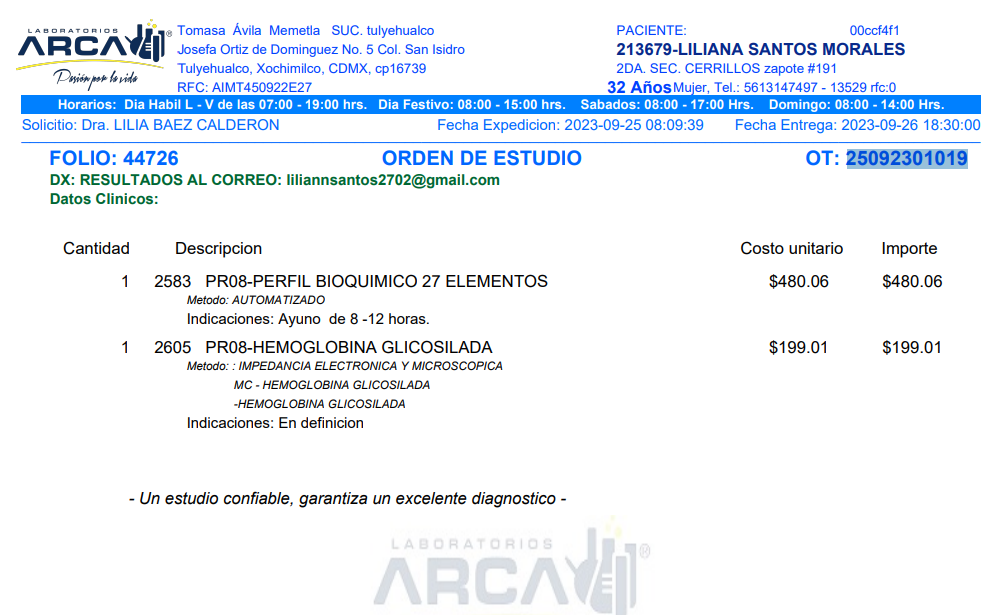 LABORATORIOS
ARCA®
Pasión por la vida
Tomasa Ávila Memetla SUC. tulyehualco
Josefa Ortiz de Dominguez No. 5 Col. San Isidro
Tulyehualco, Xochimilco, CDMX, cp16739
RFC: AIMT450922E27
PACIENTE: 00ccf4f1
213679-LILIANA SANTOS MORALES
2DA. SEC. CERRILLOS zapote #191
32 Años Mujer, Tel.: 5613147497 - 13529 rfc:0
Horarios: Dia Habil L - V de las 07:00 - 19:00 hrs. Dia Festivo: 08:00 - 15:00 hrs. Sabados: 08:00 - 17:00 Hrs. Domingo: 08:00 - 14:00 Hrs.
Solicitio: Dra. LILIA BAEZ CALDERON Fecha Expedicion: 2023-09-25 08:09:39 Fecha Entrega: 2023-09-26 18:30:00
FOLIO: 44726 ORDEN DE ESTUDIO OT: 25092301019
DX: RESULTADOS AL CORREO: liliannsantos2702@gmail.com
Datos Clinicos:
Cantidad Descripcion Costo unitario Importe
1 2583 PR08-PERFIL BIOQUIMICO 27 ELEMENTOS $480.06 $480.06
Metodo: AUTOMATIZADO
Indicaciones: Ayuno de 8 -12 horas.
1 2605 PR08-HEMOGLOBINA GLICOSILADA $199.01 $199.01
Metodo: : IMPEDANCIA ELECTRONICA Y MICROSCOPICA
MC - HEMOGLOBINA GLICOSILADA
-HEMOGLOBINA GLICOSILADA
Indicaciones: En definicion
- Un estudio confiable, garantiza un excelente diagnostico -
LABORATORIOS
ARCA®